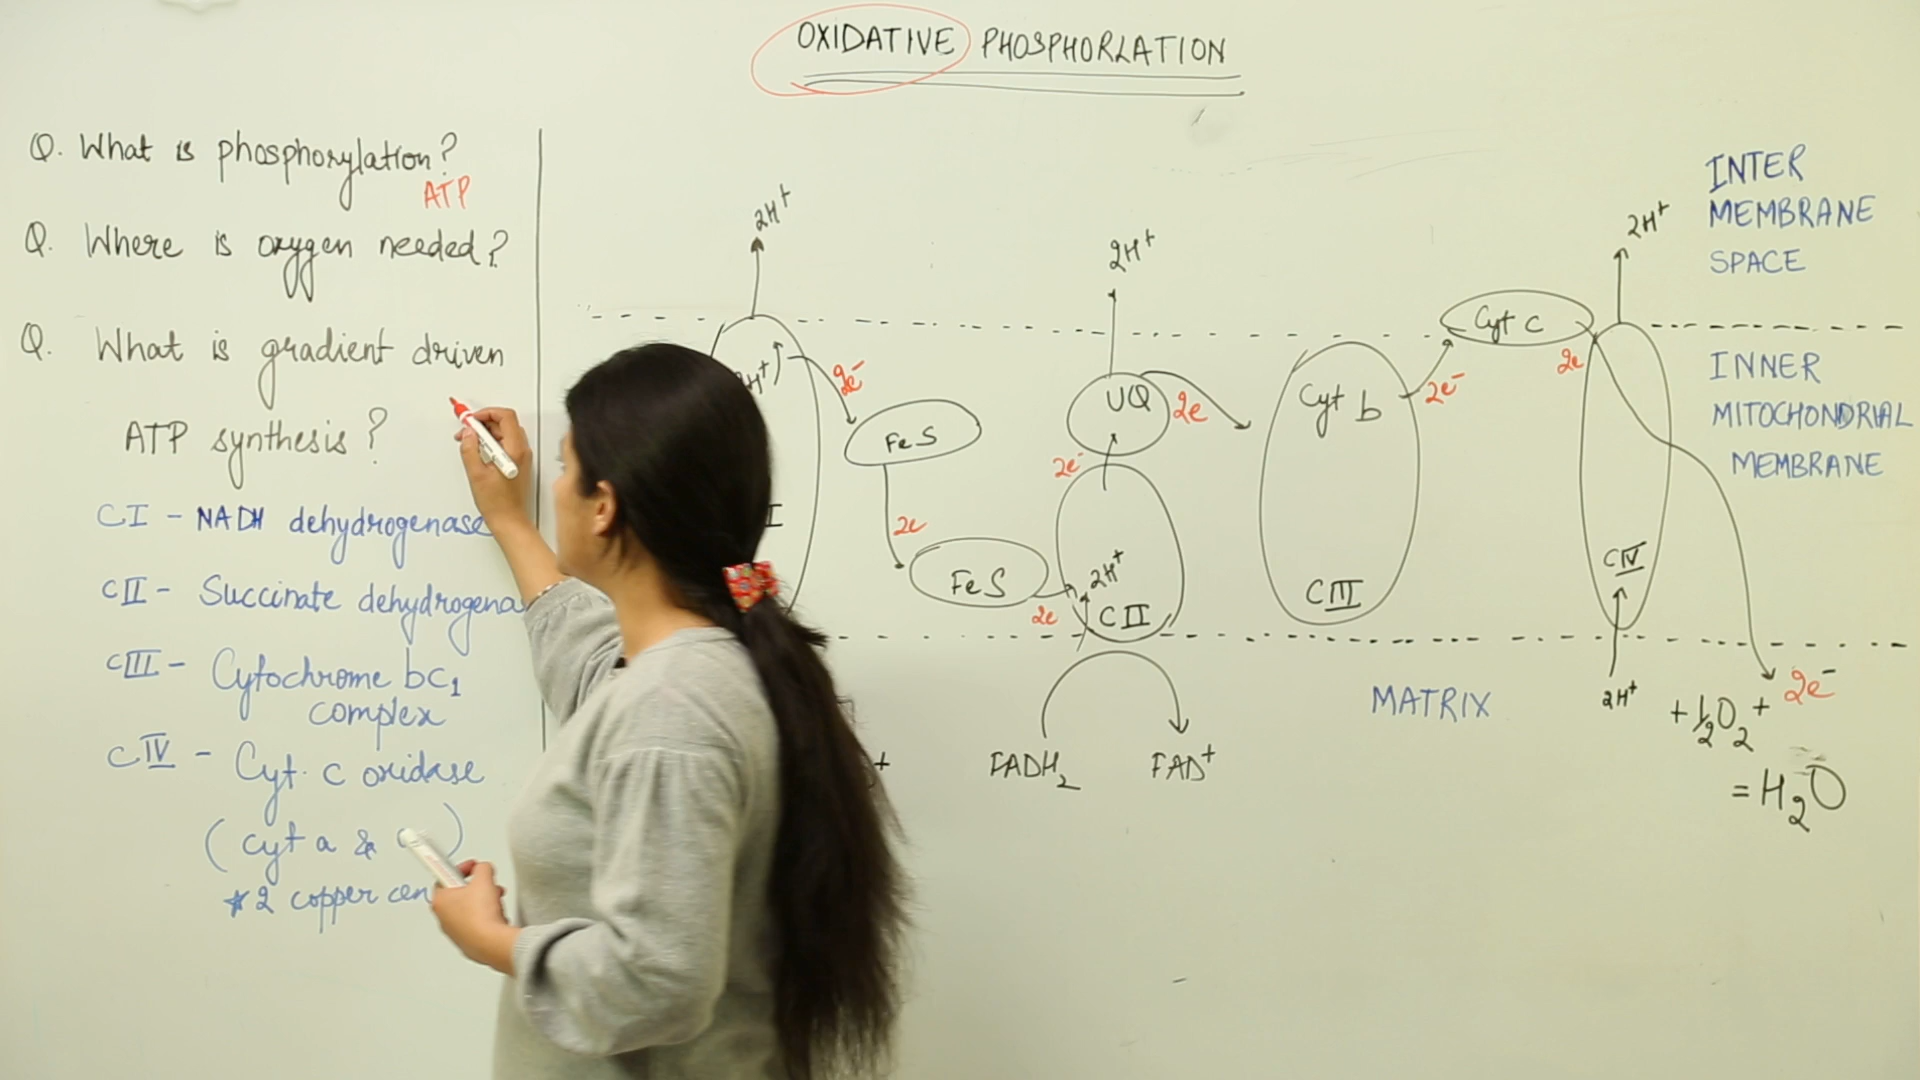 OXIDATIVE PHOSPHORLATION
Q. What is phosphorylation?
ATP
Q. Where is oxygen needed?
Q. What is gradient driven
ATP synthesis?
CI - NADH dehydrogenase
CII - Succinate dehydrogena
CIII - Cytochrome bc1
complex
CIV - Cyt. c oxidase
(cyt a &
*2 copper cen
2H+
H+
2e-
I
FeS
2e
FeS
2e
2H+
UQ
2e
2e-
2H+
CII
FADH2
FAD+
Cyt b
CIII
2e-
Cyt c
2e
2H+
CIV
2H+
+ 1/2 O2 + 2e-
= H2O
INTER
MEMBRANE
SPACE
INNER
MITOCHONDRIAL
MEMBRANE
MATRIX